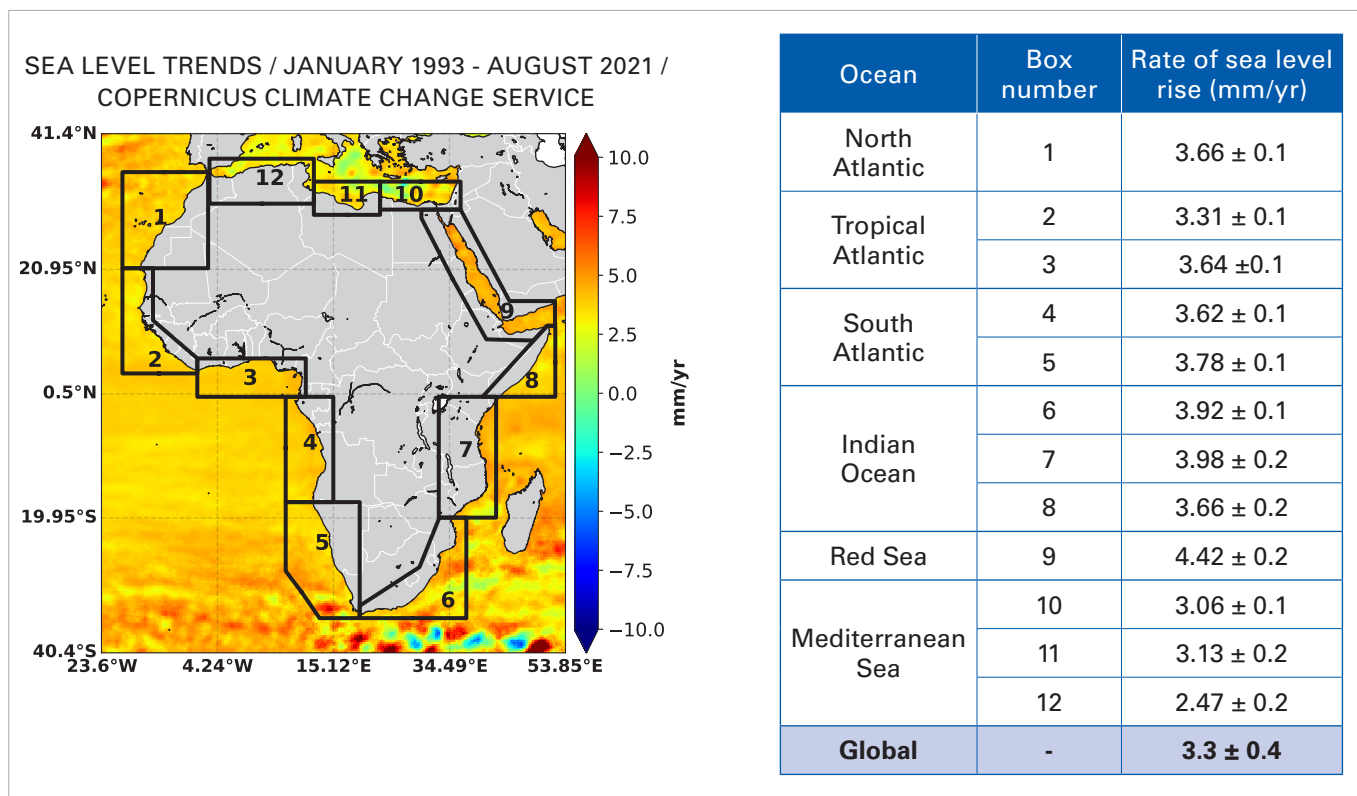 SEA LEVEL TRENDS / JANUARY 1993 - AUGUST 2021 /
COPERNICUS CLIMATE CHANGE SERVICE
41.4°N
20.95°N
0.5°N
19.95°S
40.4°S
23.6°W 4.24°W 15.12°E 34.49°E 53.85°E
1
2
3
4
5
6
7
8
9
10
11
12
10.0
7.5
5.0
2.5
0.0
−2.5
−5.0
−7.5
−10.0
mm/yr
Ocean
Box
number
Rate of sea level
rise (mm/yr)
North
Atlantic
1 3.66 ± 0.1
Tropical
Atlantic
2 3.31 ± 0.1
3 3.64 ±0.1
South
Atlantic
4 3.62 ± 0.1
5 3.78 ± 0.1
Indian
Ocean
6 3.92 ± 0.1
7 3.98 ± 0.2
8 3.66 ± 0.2
Red Sea 9 4.42 ± 0.2
Mediterranean
Sea
10 3.06 ± 0.1
11 3.13 ± 0.2
12 2.47 ± 0.2
Global - 3.3 ± 0.4